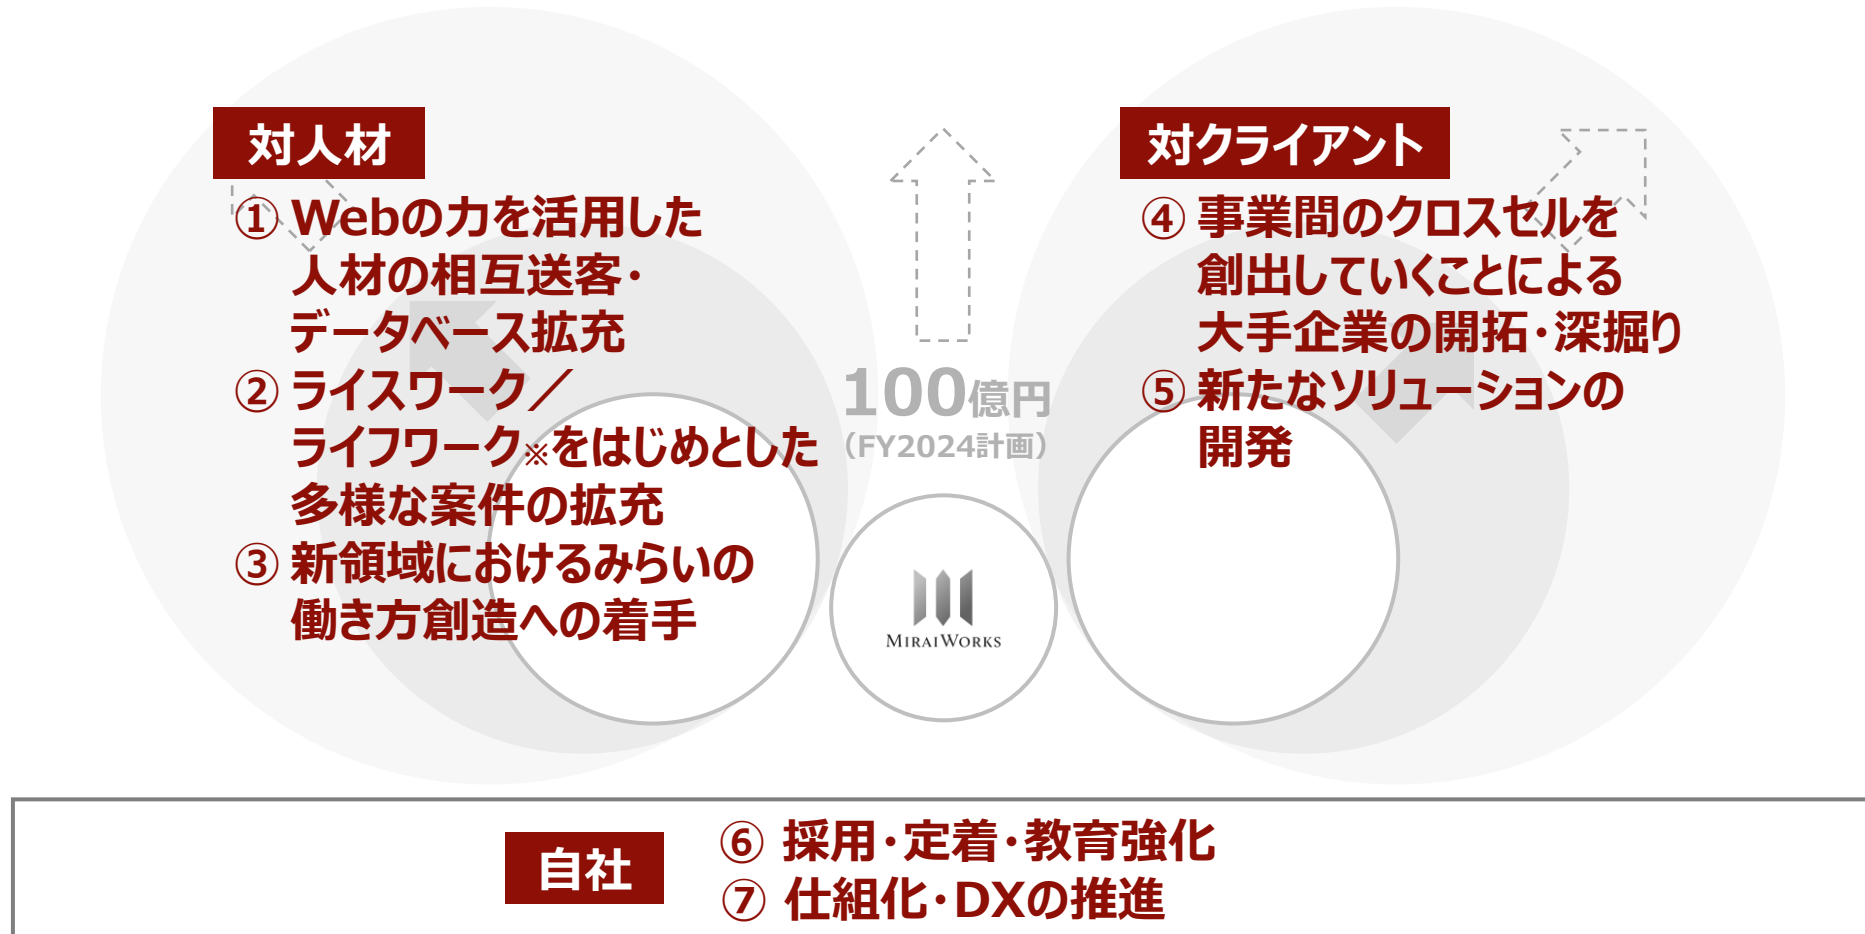 対人材
① Webの力を活用した
人材の相互送客・
データベース拡充
② ライスワーク／
ライフワーク※をはじめとした
多様な案件の拡充
③ 新領域におけるみらいの
働き方創造への着手
100億円
（FY2024計画）
MIRAIWORKS
対クライアント
④ 事業間のクロスセルを
創出していくことによる
大手企業の開拓・深掘り
⑤ 新たなソリューションの
開発
自社
⑥ 採用・定着・教育強化
⑦ 仕組化・DXの推進